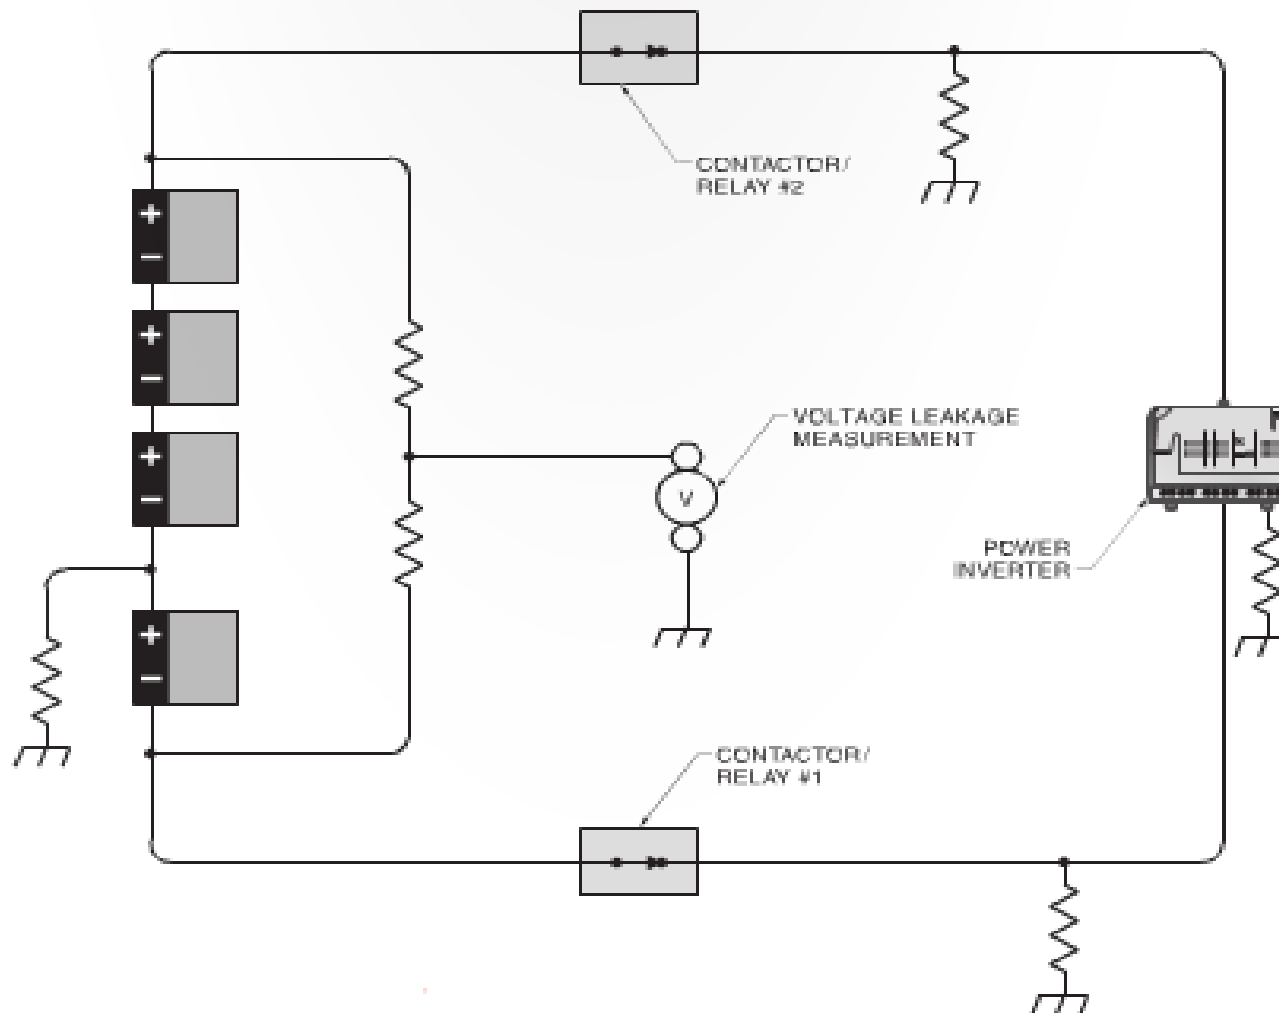 CONTACTOR/
RELAY #2
+
−
+
−
+
−
+
−
VOLTAGE LEAKAGE
MEASUREMENT
V
POWER
INVERTER
CONTACTOR/
RELAY #1